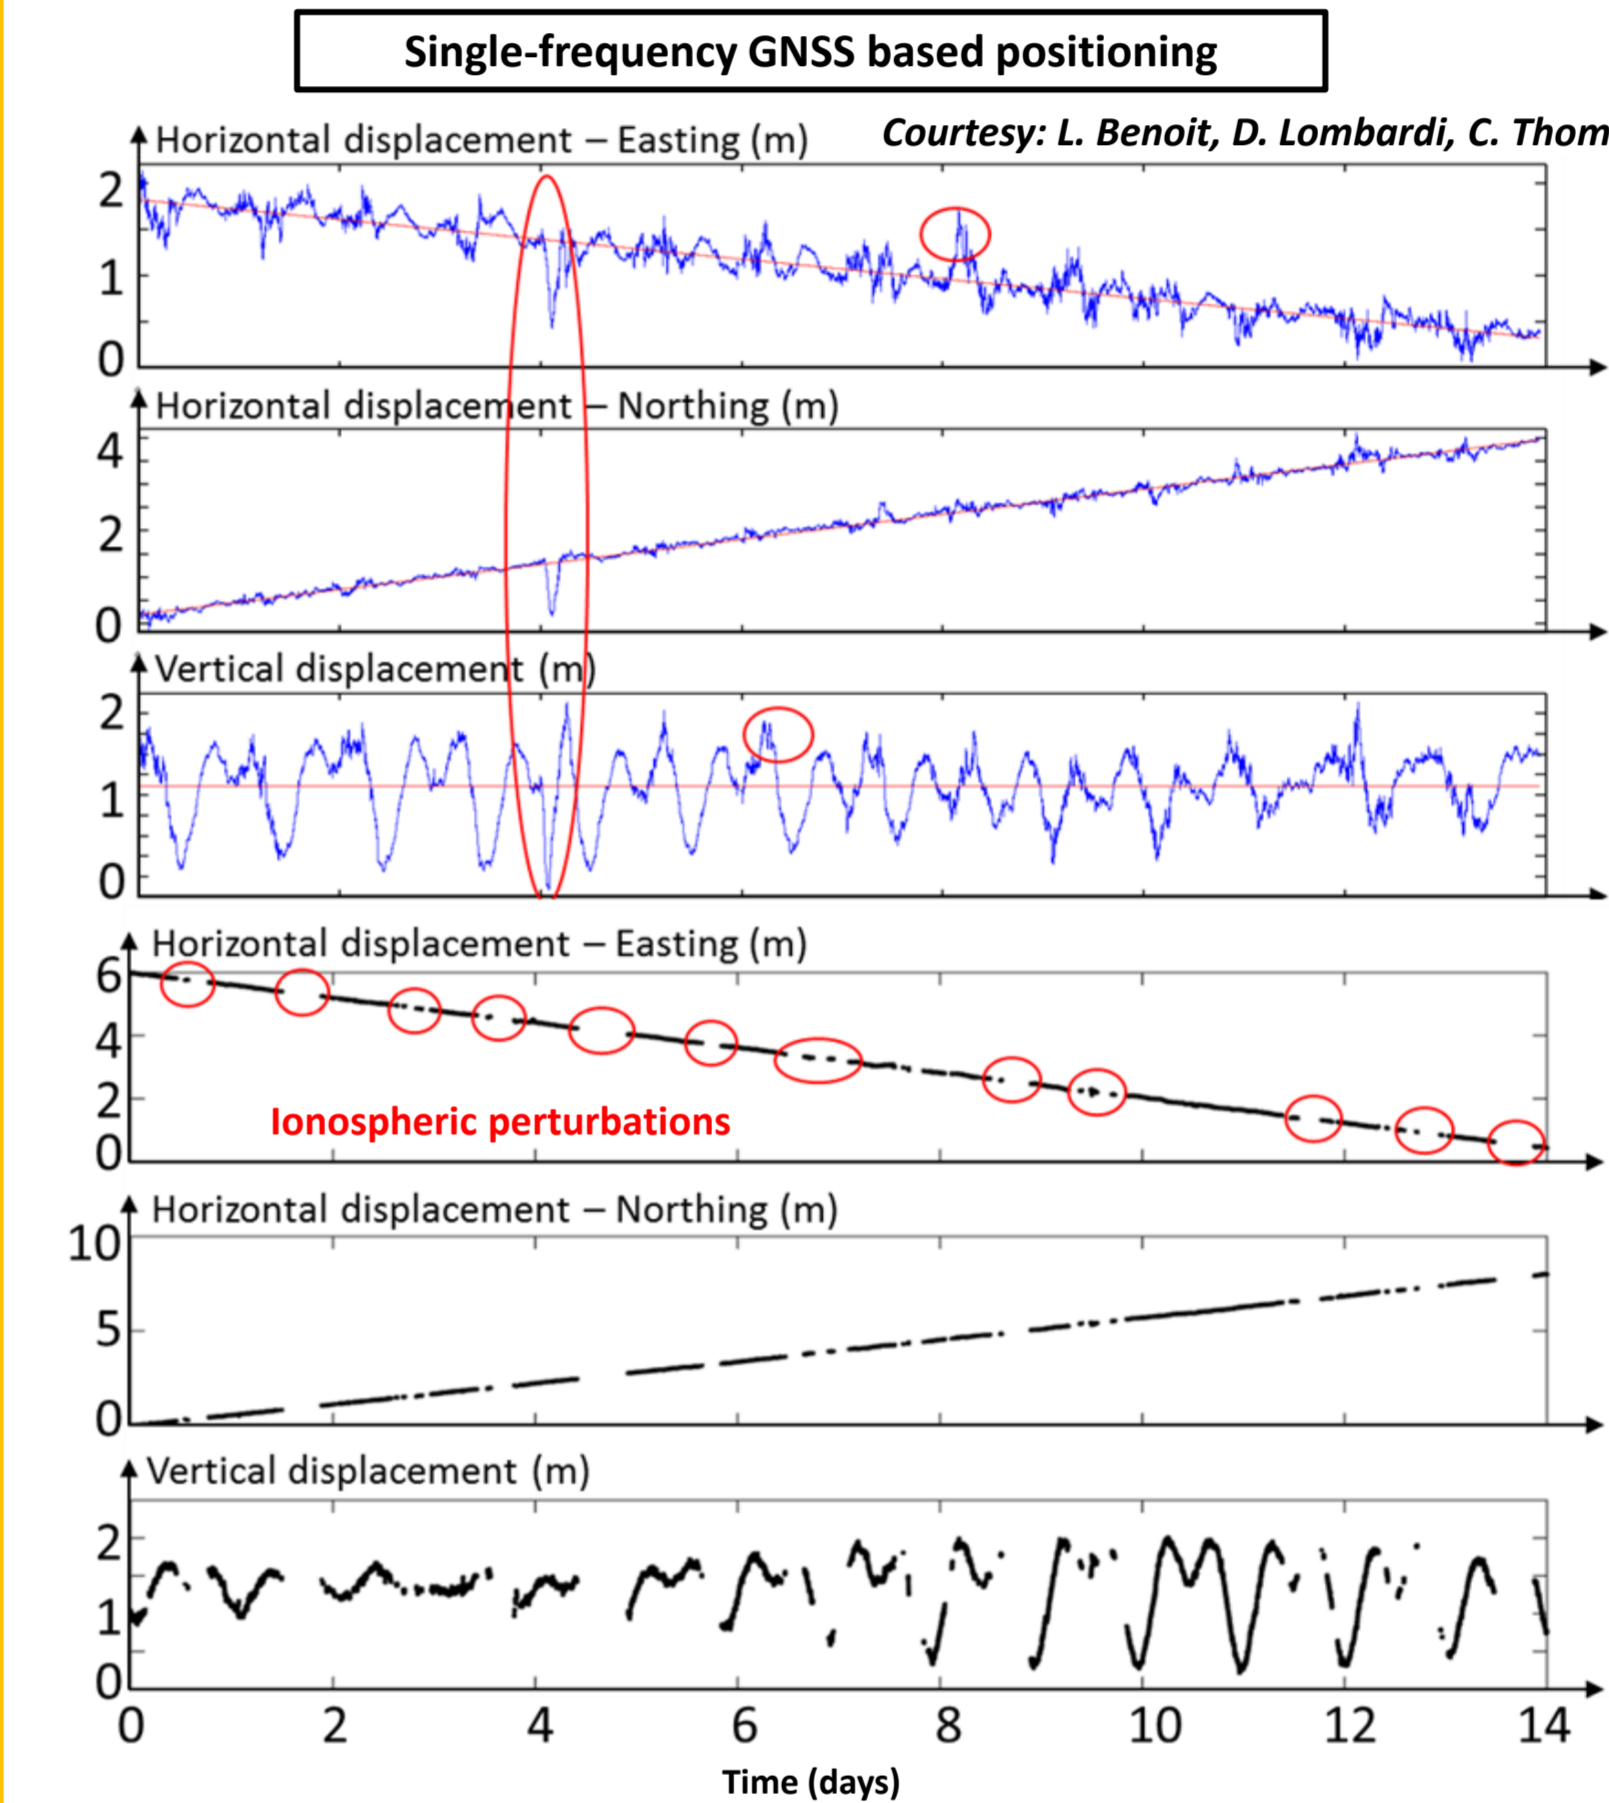 Single-frequency GNSS based positioning
Courtesy: L. Benoit, D. Lombardi, C. Thom
Horizontal displacement – Easting (m)
2
1
0
Horizontal displacement – Northing (m)
4
2
0
Vertical displacement (m)
2
1
0
Horizontal displacement – Easting (m)
6
4
2
0
Ionospheric perturbations
Horizontal displacement – Northing (m)
10
5
0
Vertical displacement (m)
2
1
0
0 2 4 6 8 10 12 14
Time (days)